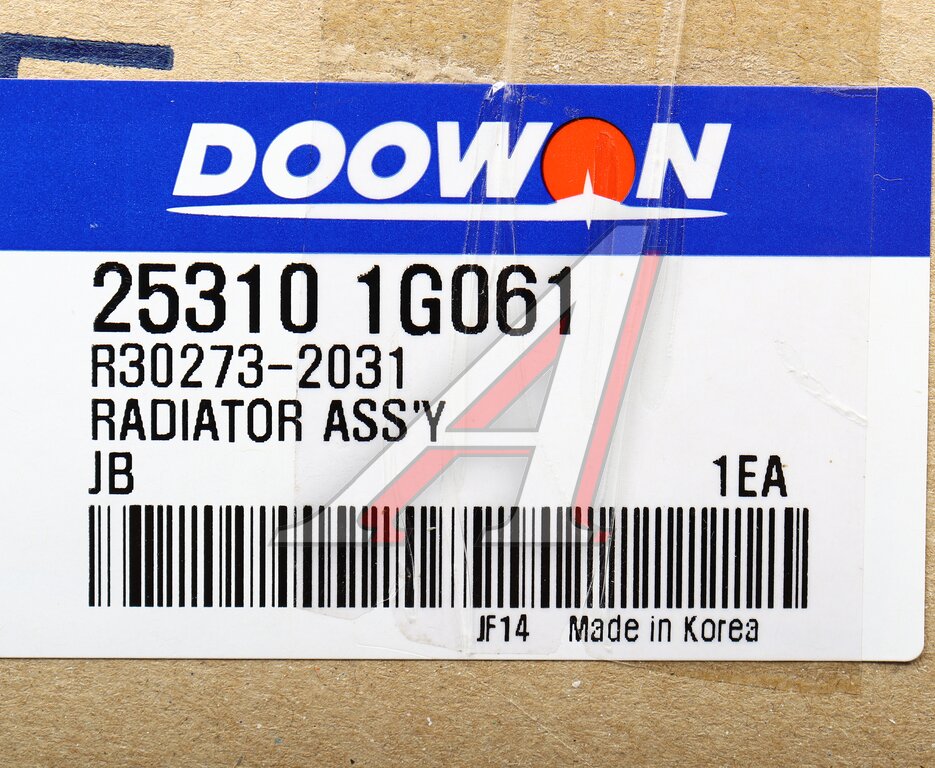 DOOWON
25310 1G061
R30273-2031
RADIATOR ASS'Y
JB
1EA
JF14 Made in Korea